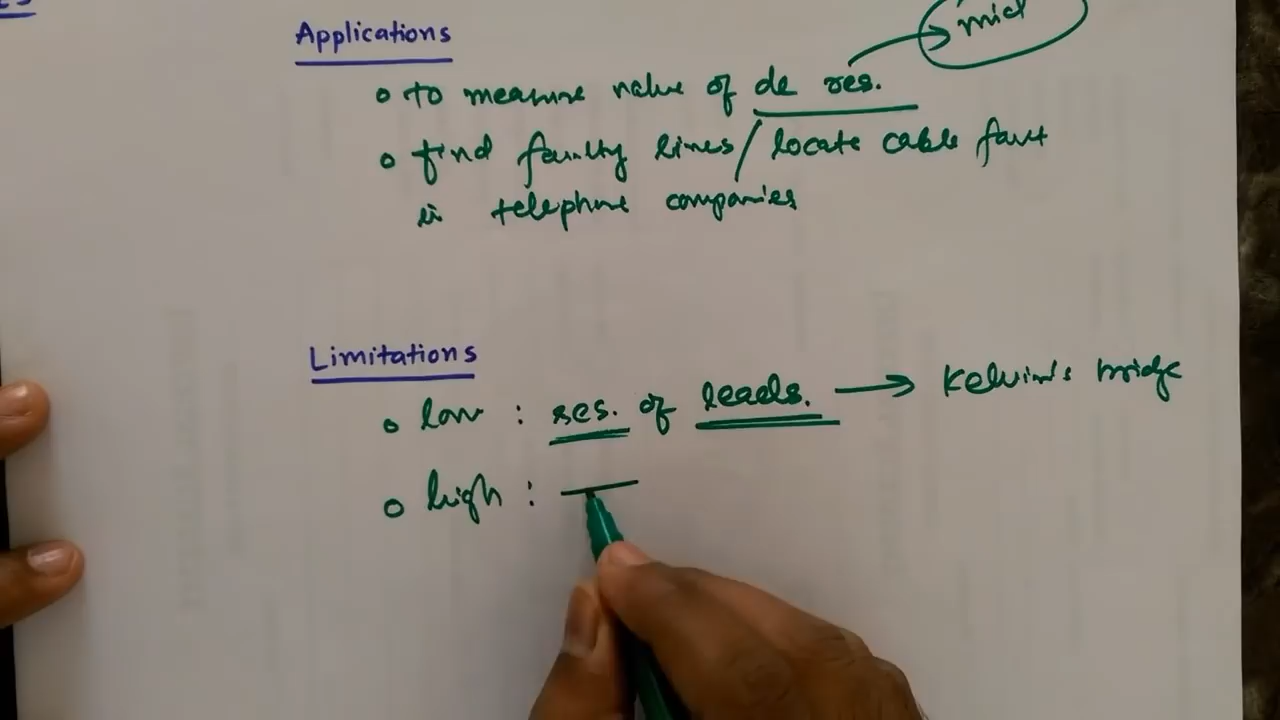 mid
Applications
o to measure value of dc res.
o find faulty lines/locate cable fault
in telephone companies
Limitations
o low : res. of leads. → Kelvin's bridge
o high :